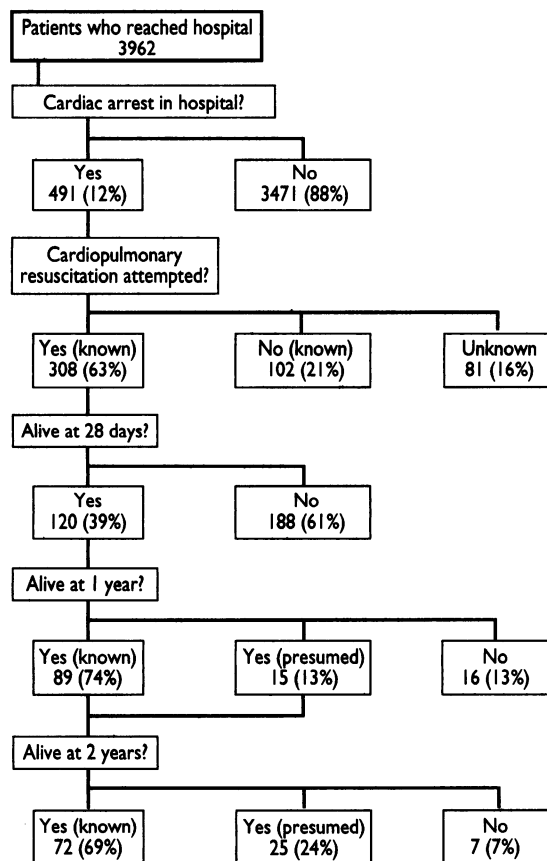 Patients who reached hospital
3962
Cardiac arrest in hospital?
Yes
491 (12%)
No
3471 (88%)
Cardiopulmonary
resuscitation attempted?
Yes (known)
308 (63%)
No (known)
102 (21%)
Unknown
81 (16%)
Alive at 28 days?
Yes
120 (39%)
No
188 (61%)
Alive at 1 year?
Yes (known)
89 (74%)
Yes (presumed)
15 (13%)
No
16 (13%)
Alive at 2 years?
Yes (known)
72 (69%)
Yes (presumed)
25 (24%)
No
7 (7%)